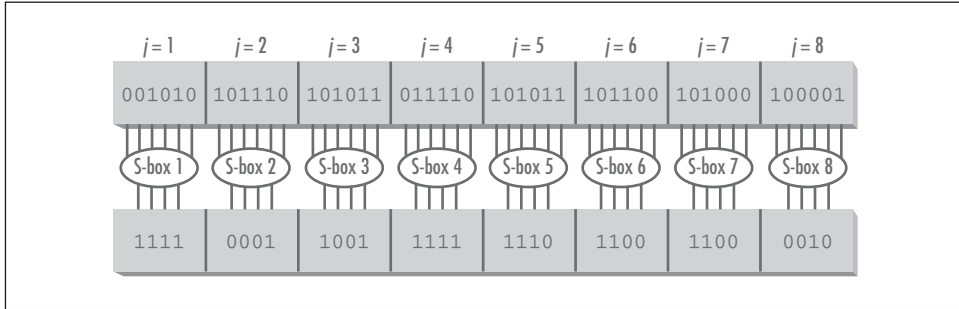 j = 1 j = 2 j = 3 j = 4 j = 5 j = 6 j = 7 j = 8
001010 101110 101011 011110 101011 101100 101000 100001
S-box 1 S-box 2 S-box 3 S-box 4 S-box 5 S-box 6 S-box 7 S-box 8
1111 0001 1001 1111 1110 1100 1100 0010